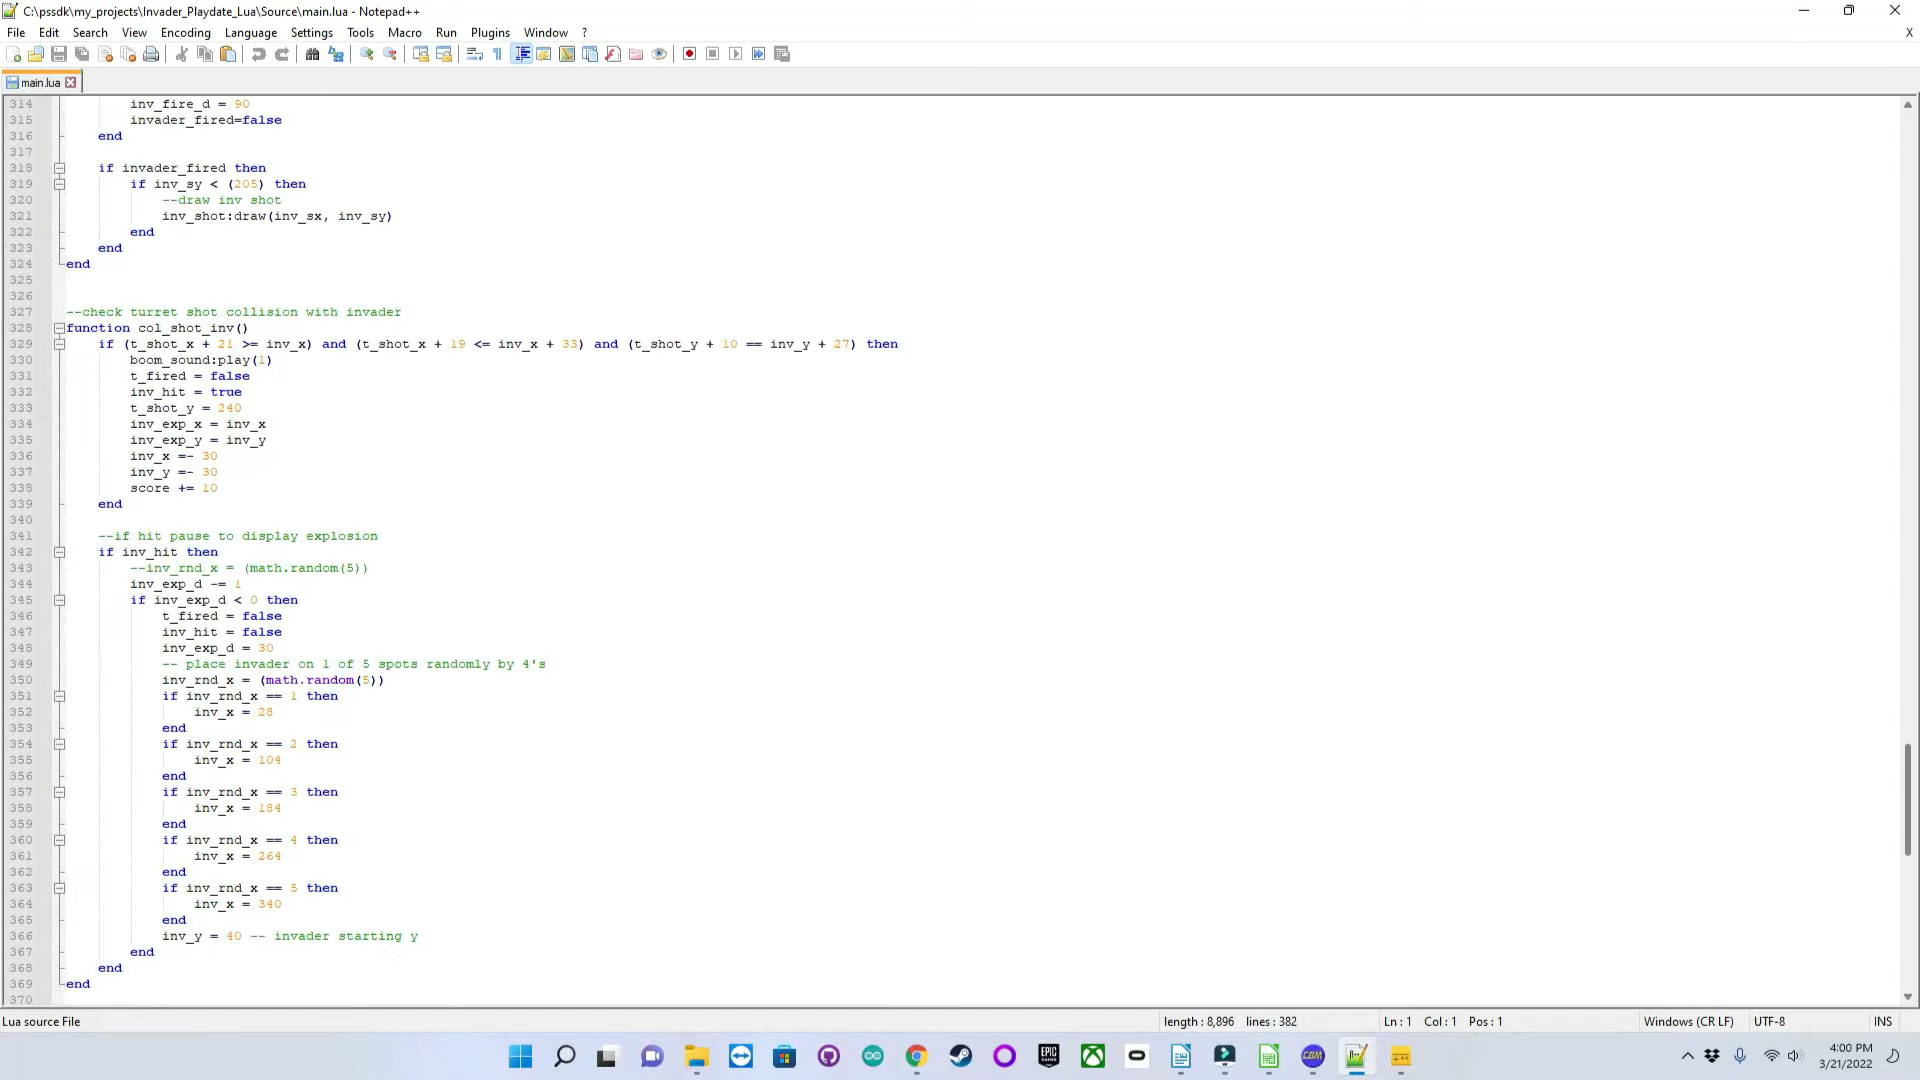 C:\pssdk\my_projects\Invader_Playdate_Lua\Source\main.lua - Notepad++
File Edit Search View Encoding Language Settings Tools Macro Run Plugins Window ? X
main.lua
314 inv_fire_d = 90
315 invader_fired=false
316 end
317
318 if invader_fired then
319 if inv_sy < (205) then
320 --draw inv shot
321 inv_shot:draw(inv_sx, inv_sy)
322 end
323 end
324 end
325
326
327 --check turret shot collision with invader
328 function col_shot_inv()
329 if (t_shot_x + 21 >= inv_x) and (t_shot_x + 19 <= inv_x + 33) and (t_shot_y + 10 == inv_y + 27) then
330 boom_sound:play(1)
331 t_fired = false
332 inv_hit = true
333 t_shot_y = 240
334 inv_exp_x = inv_x
335 inv_exp_y = inv_y
336 inv_x =- 30
337 inv_y =- 30
338 score += 10
339 end
340
341 --if hit pause to display explosion
342 if inv_hit then
343 --inv_rnd_x = (math.random(5))
344 inv_exp_d -= 1
345 if inv_exp_d < 0 then
346 t_fired = false
347 inv_hit = false
348 inv_exp_d = 30
349 -- place invader on 1 of 5 spots randomly by 4's
350 inv_rnd_x = (math.random(5))
351 if inv_rnd_x == 1 then
352 inv_x = 28
353 end
354 if inv_rnd_x == 2 then
355 inv_x = 104
356 end
357 if inv_rnd_x == 3 then
358 inv_x = 184
359 end
360 if inv_rnd_x == 4 then
361 inv_x = 264
362 end
363 if inv_rnd_x == 5 then
364 inv_x = 340
365 end
366 inv_y = 40 -- invader starting y
367 end
368 end
369 end
370
Lua source File length : 8,896 lines : 382 Ln : 1 Col : 1 Pos : 1 Windows (CR LF) UTF-8 INS
EPIC GAMES CBM 4:00 PM
3/21/2022